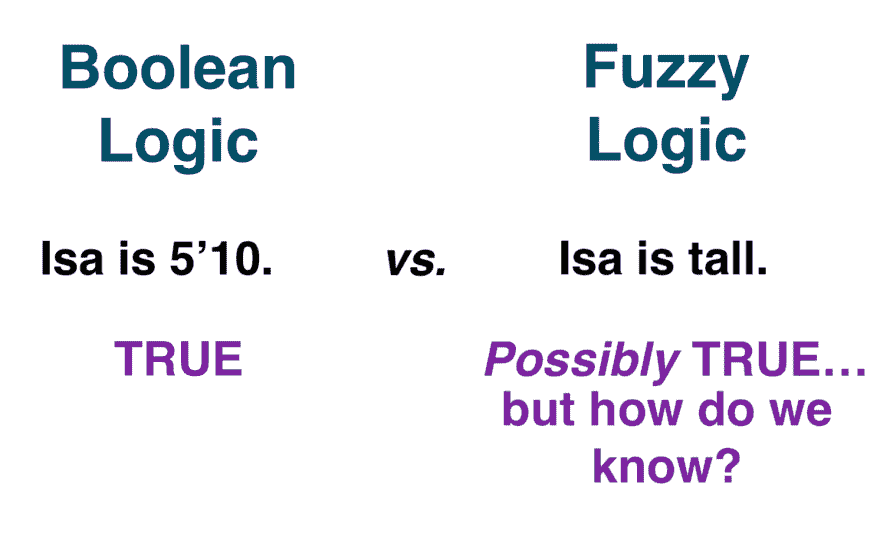 Boolean
Logic
Fuzzy
Logic
Isa is 5’10.
vs.
Isa is tall.
TRUE
Possibly TRUE…
but how do we
know?